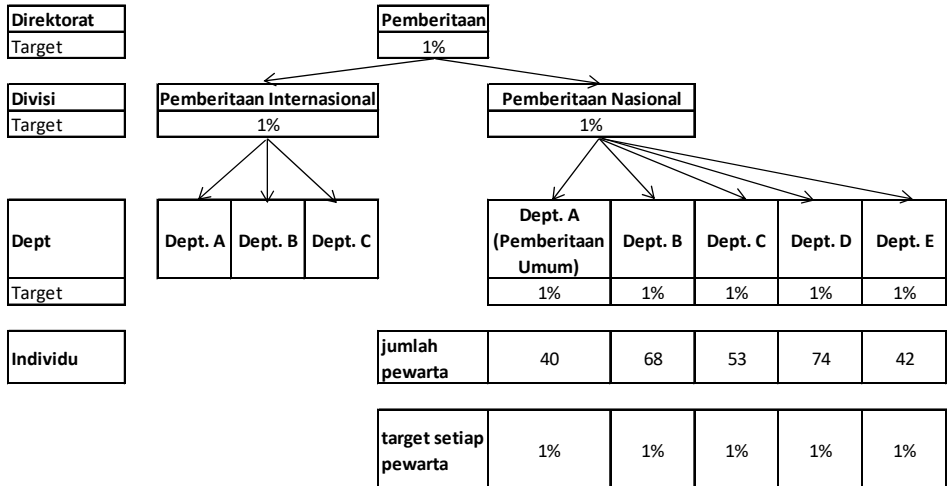 Direktorat Pemberitaan
Target 1%
Divisi Pemberitaan Internasional Pemberitaan Nasional
Target 1% 1%
Dept Dept. A Dept. B Dept. C Dept. A
(Pemberitaan
Umum) Dept. B Dept. C Dept. D Dept. E
Target 1% 1% 1% 1% 1%
Individu jumlah
pewarta 40 68 53 74 42
target setiap
pewarta 1% 1% 1% 1% 1%